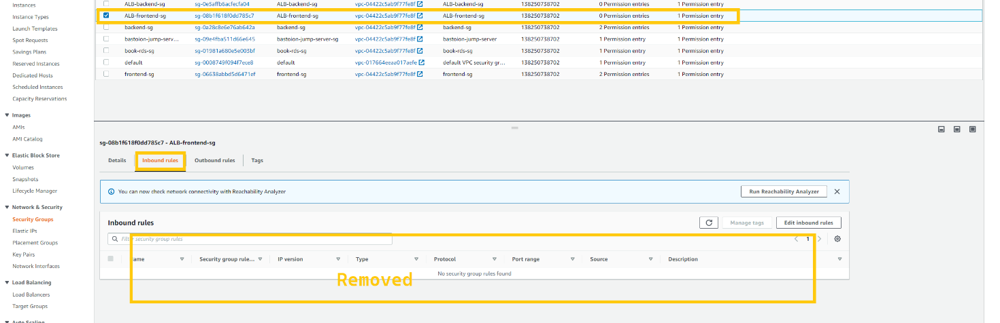 Instances
Instance Types
Launch Templates
Spot Requests
Savings Plans
Reserved Instances
Dedicated Hosts
Scheduled Instances
Capacity Reservations
Images
AMIs
AMI Catalog
Elastic Block Store
Volumes
Snapshots
Lifecycle Manager
Network & Security
Security Groups
Elastic IPs
Placement Groups
Key Pairs
Network Interfaces
Load Balancing
Load Balancers
Target Groups
Auto Scaling
ALB-backend-sg sg-0e5affb6acfecfa04 ALB-backend-sg vpc-04422c5ab9f77fe8f ALB-backend-sg 138250738702 0 Permission entries 1 Permission entry
ALB-frontend-sg sg-08b1f618f0dd785c7 ALB-frontend-sg vpc-04422c5ab9f77fe8f ALB-frontend-sg 138250738702 0 Permission entries 1 Permission entry
backend-sg sg-0a28c8e6e76ab642a backend-sg vpc-04422c5ab9f77fe8f backend-sg 138250738702 2 Permission entries 1 Permission entry
bastoion-jump-serv... sg-09e4fba511d66e645 bastoion-jump-server-sg vpc-04422c5ab9f77fe8f bastoion-jump-server 138250738702 1 Permission entry 1 Permission entry
book-rds-sg sg-01981a680e5e003bf book-rds-sg vpc-04422c5ab9f77fe8f book-rds-sg 138250738702 1 Permission entry 1 Permission entry
default sg-0008749f094f7ece8 default vpc-017664eeaa017aefe default VPC security gr... 138250738702 1 Permission entry 1 Permission entry
frontend-sg sg-06638abbd5d6471ef frontend-sg vpc-04422c5ab9f77fe8f frontend-sg 138250738702 2 Permission entries 1 Permission entry
sg-08b1f618f0dd785c7 - ALB-frontend-sg
Details Inbound rules Outbound rules Tags
You can now check network connectivity with Reachability Analyzer Run Reachability Analyzer
Inbound rules Manage tags Edit inbound rules
Filter security group rules 1
ame Security group rule... IP version Type Protocol Port range Source Description
No security group rules found
Removed